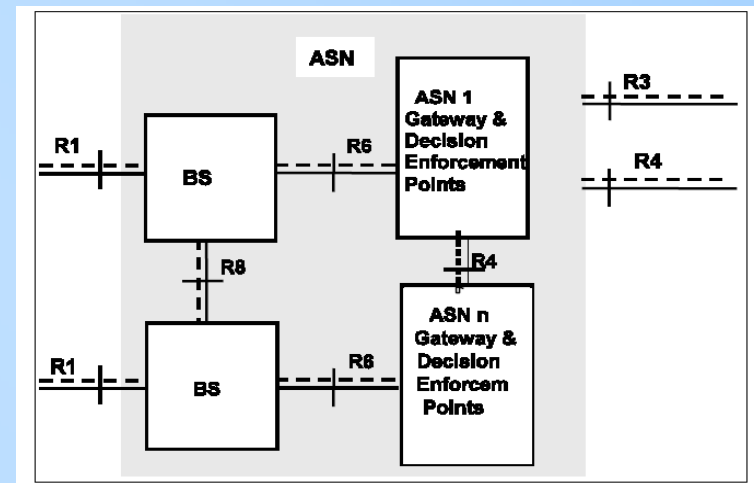 ASN
R3
ASN 1
Gateway &
Decision
Enforcement
Points
R1
R6
R4
BS
R8
R4
ASN n
Gateway &
Decision
Enforcem
Points
R1
R6
BS